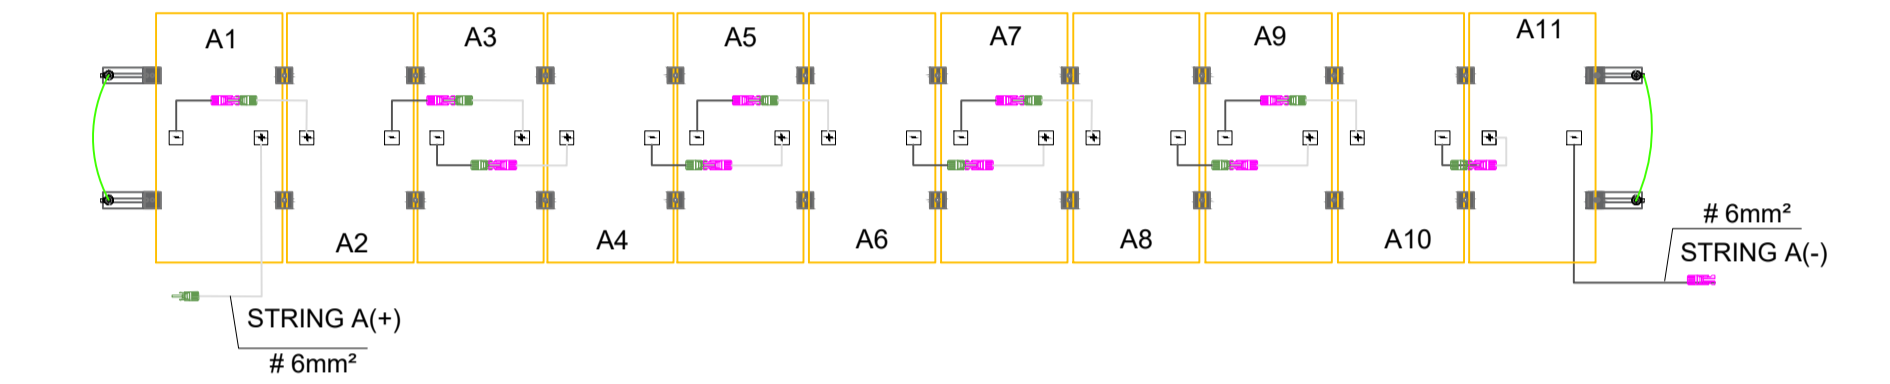 A1
A3
A5
A7
A9
A11
- + + - - + + - - + + - - + + - - + + - + -
A2
A4
A6
A8
A10
# 6mm²
STRING A(-)
STRING A(+)
# 6mm²